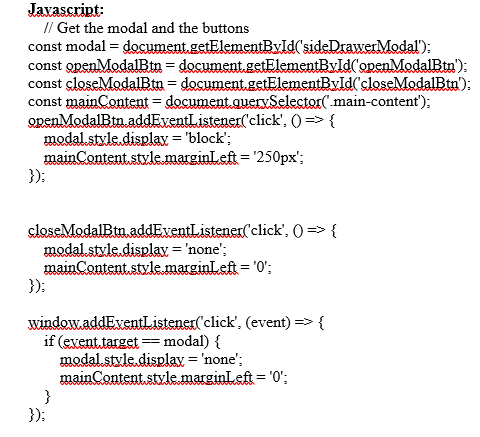 Javascript:
// Get the modal and the buttons
const modal = document.getElementById('sideDrawerModal');
const openModalBtn = document.getElementById('openModalBtn');
const closeModalBtn = document.getElementById('closeModalBtn');
const mainContent = document.querySelector('.main-content');
openModalBtn.addEventListener('click', () => {
modal.style.display = 'block';
mainContent.style.marginLeft = '250px';
});
closeModalBtn.addEventListener('click', () => {
modal.style.display = 'none';
mainContent.style.marginLeft = '0';
});
window.addEventListener('click', (event) => {
if (event.target == modal) {
modal.style.display = 'none';
mainContent.style.marginLeft = '0';
}
});